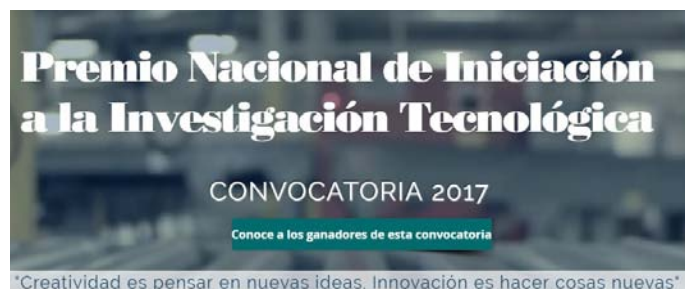 Premio Nacional de Iniciación
a la Investigación Tecnológica
CONVOCATORIA 2017
Conoce a los ganadores de esta convocatoria
"Creatividad es pensar en nuevas ideas. Innovación es hacer cosas nuevas"